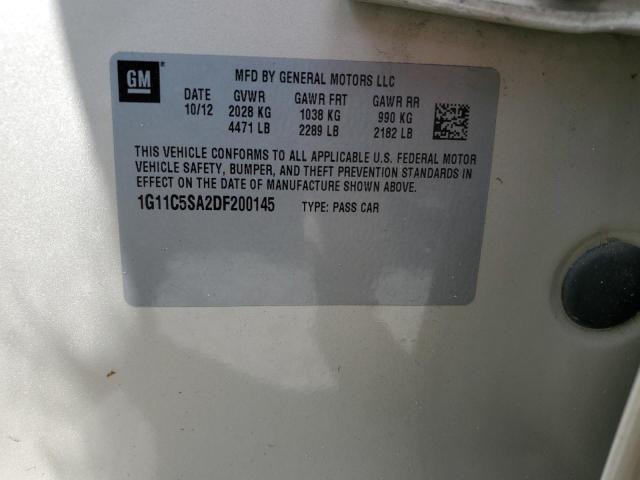 GM
MFD BY GENERAL MOTORS LLC
DATE GVWR GAWR FRT GAWR RR
10/12 2028 KG 1038 KG 990 KG
4471 LB 2289 LB 2182 LB
THIS VEHICLE CONFORMS TO ALL APPLICABLE U.S. FEDERAL MOTOR
VEHICLE SAFETY, BUMPER, AND THEFT PREVENTION STANDARDS IN
EFFECT ON THE DATE OF MANUFACTURE SHOWN ABOVE.
1G11C5SA2DF200145 TYPE: PASS CAR